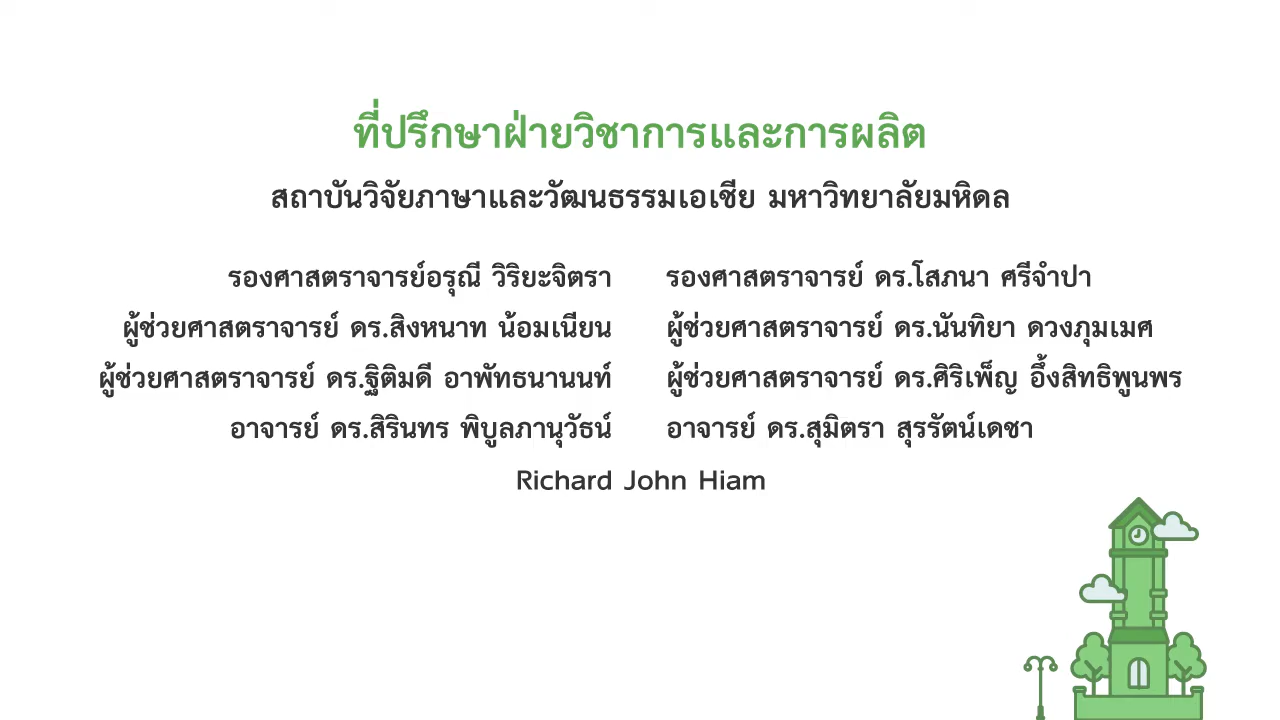 ที่ปรึกษาฝ่ายวิชาการและการผลิต
สถาบันวิจัยภาษาและวัฒนธรรมเอเชีย มหาวิทยาลัยมหิดล
รองศาสตราจารย์อรุณี วิริยะจิตรา รองศาสตราจารย์ ดร.โสภนา ศรีจำปา
ผู้ช่วยศาสตราจารย์ ดร.สิงหนาท น้อมเนียน ผู้ช่วยศาสตราจารย์ ดร.นันทิยา ดวงภุมเมศ
ผู้ช่วยศาสตราจารย์ ดร.ฐิติมดี อาพัทธนานนท์ ผู้ช่วยศาสตราจารย์ ดร.ศิริเพ็ญ อึ้งสิทธิพูนพร
อาจารย์ ดร.สิรินทร พิบูลภานุวัธน์ อาจารย์ ดร.สุมิตรา สุรรัตน์เดชา
Richard John Hiam